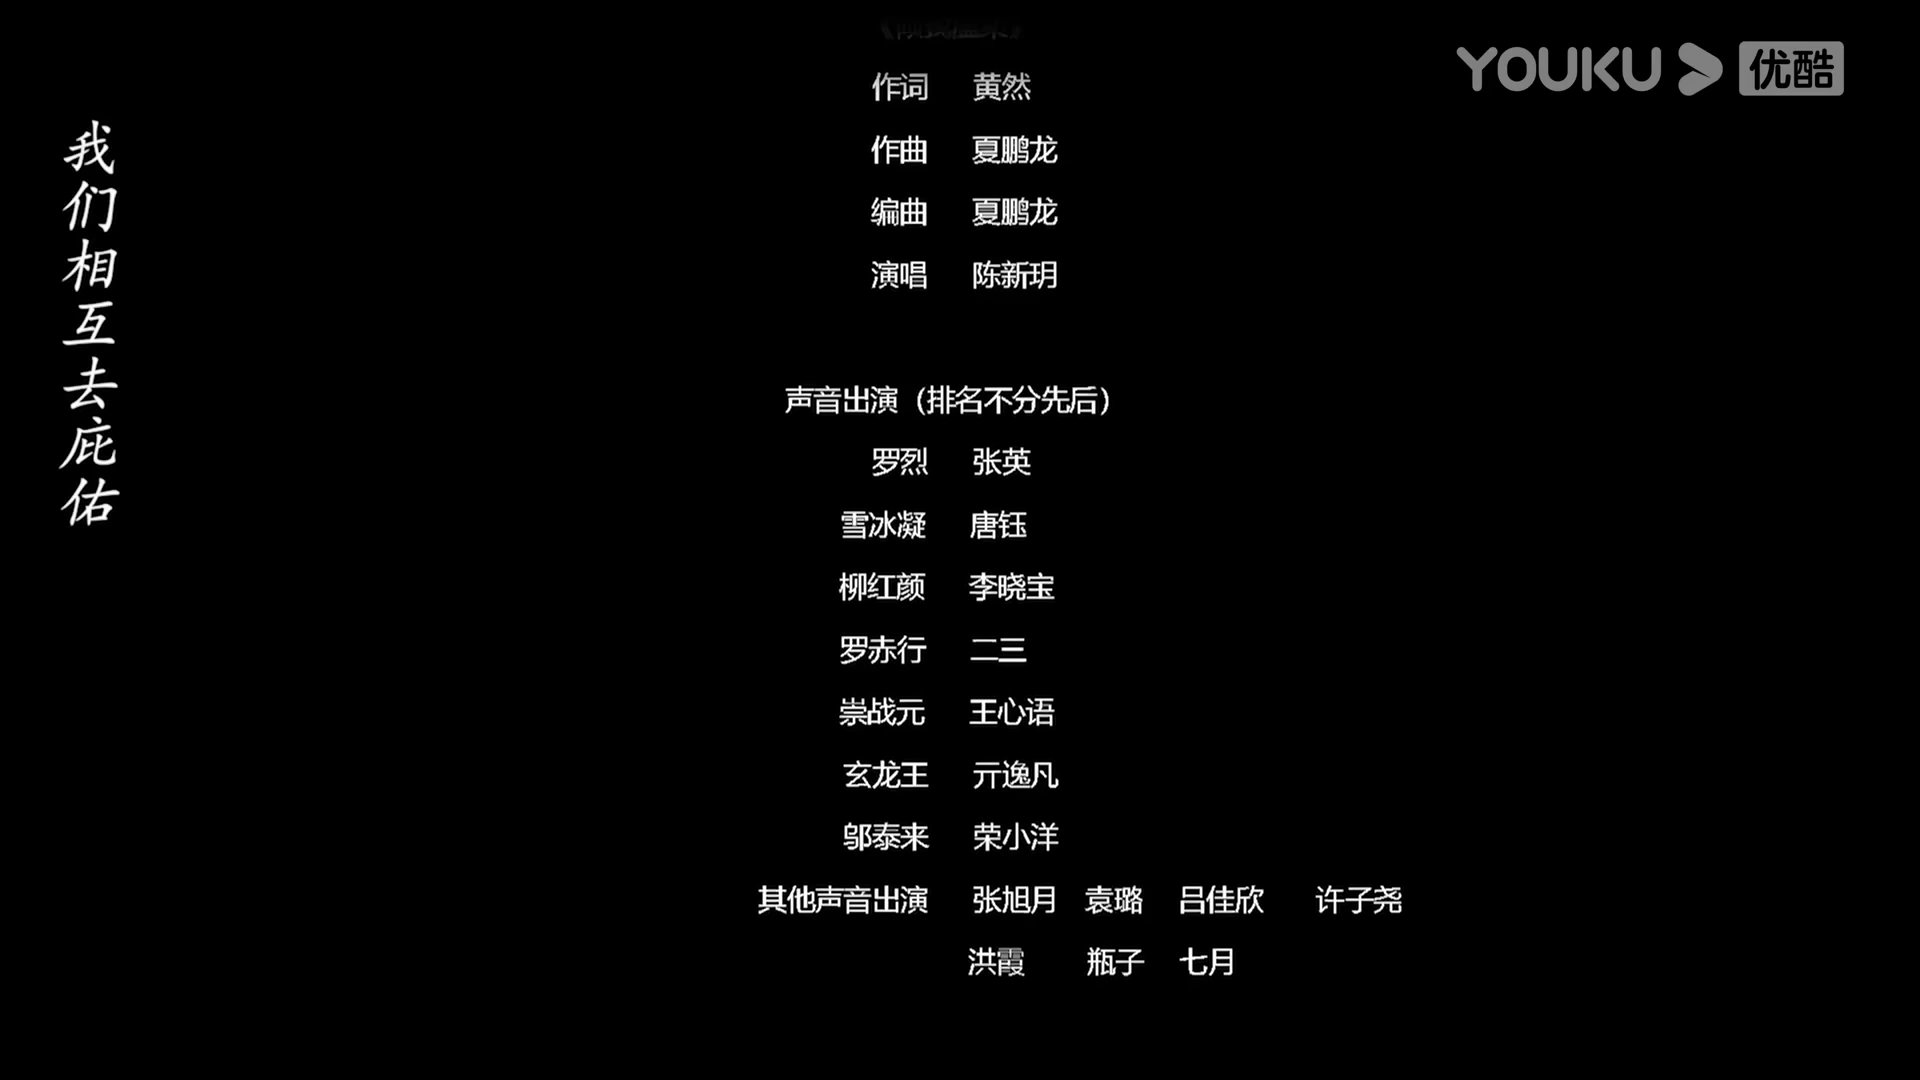 作词 黄然
作曲 夏鹏龙
编曲 夏鹏龙
演唱 陈新玥
声音出演（排名不分先后）
罗烈 张英
雪冰凝 唐钰
柳红颜 李晓宝
罗赤行 二三
崇战元 王心语
玄龙王 亓逸凡
邬泰来 荣小洋
其他声音出演 张旭月 袁璐 吕佳欣 许子尧
洪霞 瓶子 七月
我们相互去庇佑
YOUKU 优酷